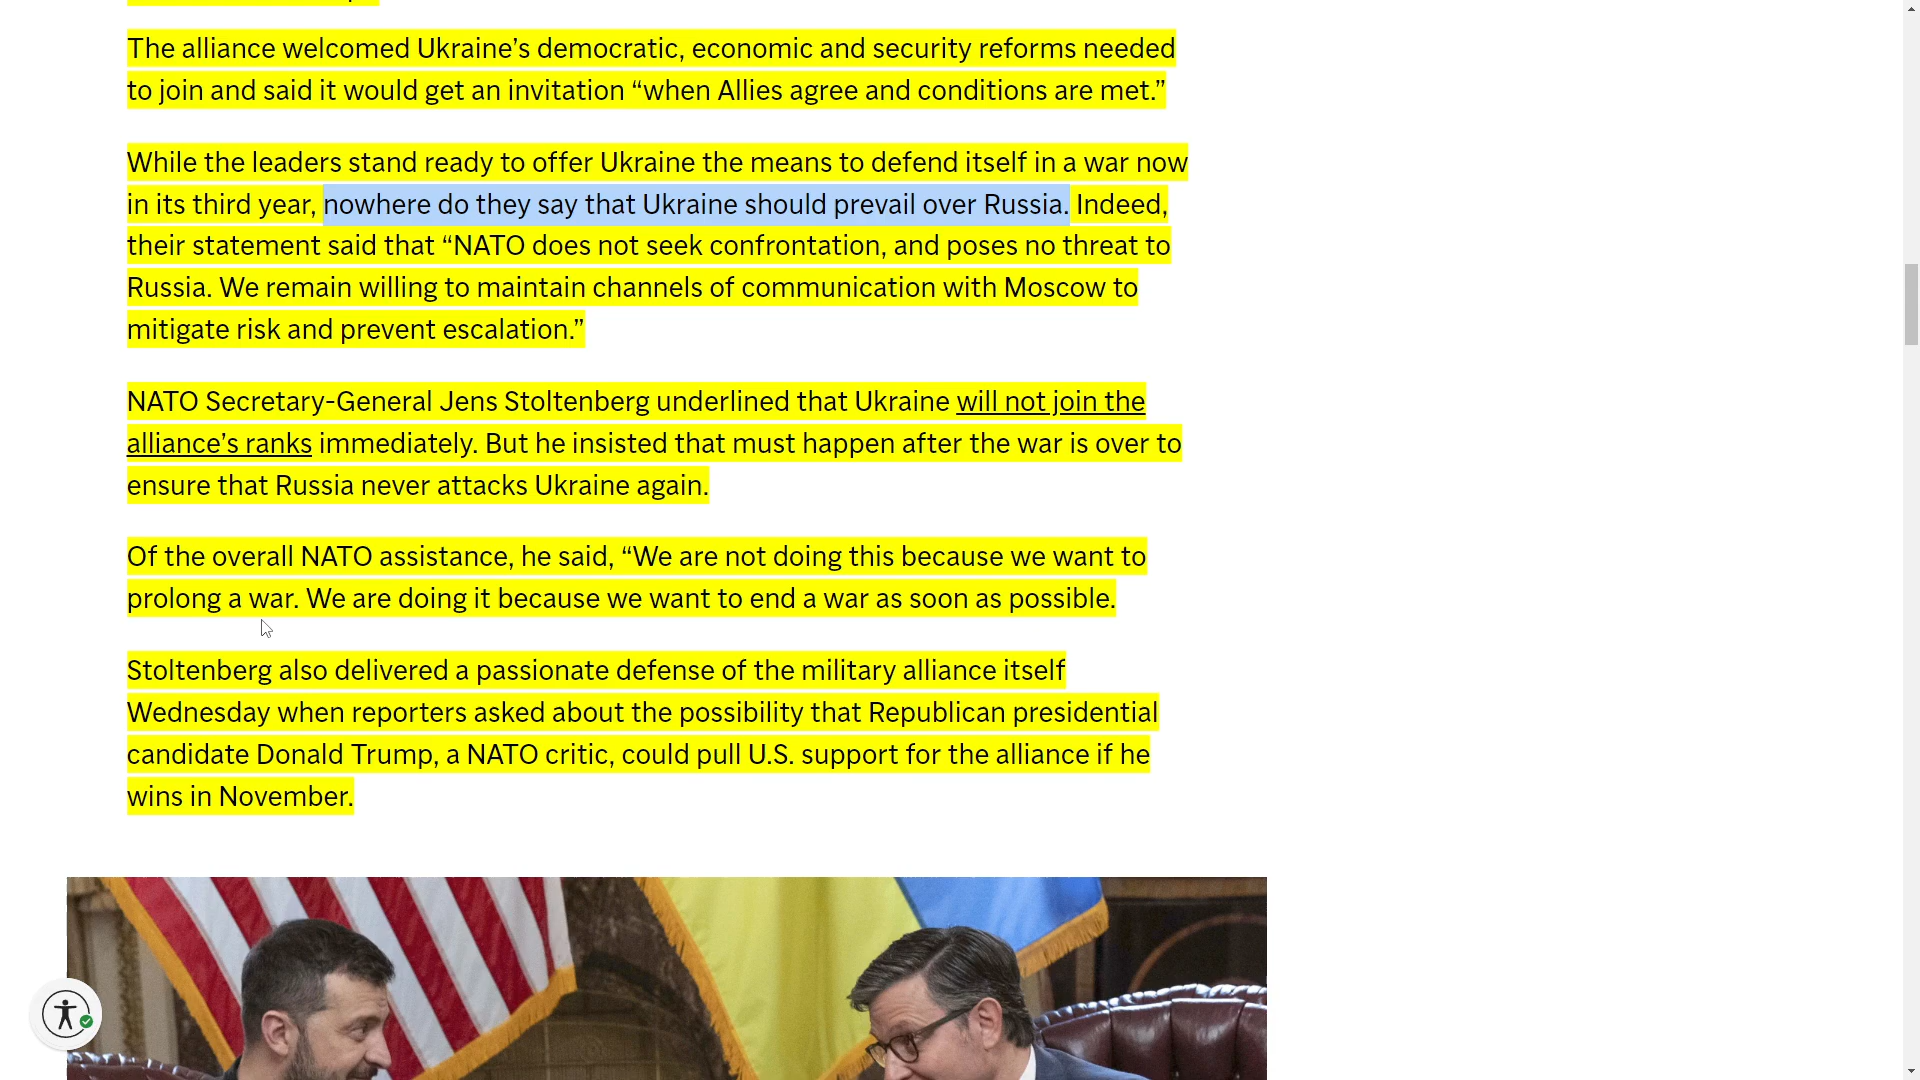 The alliance welcomed Ukraine’s democratic, economic and security reforms needed
to join and said it would get an invitation “when Allies agree and conditions are met.”
While the leaders stand ready to offer Ukraine the means to defend itself in a war now
in its third year, nowhere do they say that Ukraine should prevail over Russia. Indeed,
their statement said that “NATO does not seek confrontation, and poses no threat to
Russia. We remain willing to maintain channels of communication with Moscow to
mitigate risk and prevent escalation.”
NATO Secretary-General Jens Stoltenberg underlined that Ukraine will not join the
alliance’s ranks immediately. But he insisted that must happen after the war is over to
ensure that Russia never attacks Ukraine again.
Of the overall NATO assistance, he said, “We are not doing this because we want to
prolong a war. We are doing it because we want to end a war as soon as possible.
Stoltenberg also delivered a passionate defense of the military alliance itself
Wednesday when reporters asked about the possibility that Republican presidential
candidate Donald Trump, a NATO critic, could pull U.S. support for the alliance if he
wins in November.